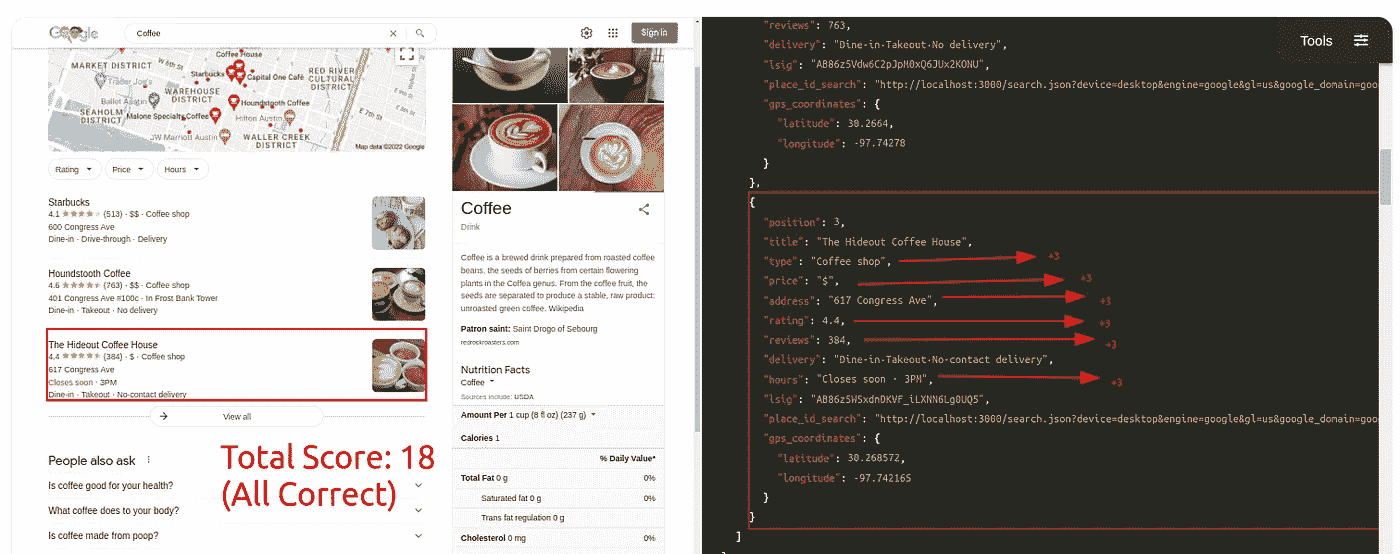 Google
Coffee
Sign in
MARKET DISTRICT
Trader Joe's
W 6th St
Coffee House
Starbucks
Capital One Café
RED RIVER CULTURAL DISTRICT
E 7th St
WAREHOUSE DISTRICT
Ballet Austin
Houndstooth Coffee
SEAHOLM DISTRICT
Malone Specialty Coffee
Hilton Austin
JW Marriott Austin
WALLER CREEK DISTRICT
E 4th St
Map data ©2022 Google
Rating
Price
Hours
Starbucks
4.1 (513) · $$ · Coffee shop
600 Congress Ave
Dine-in · Drive-through · Delivery
Houndstooth Coffee
4.6 (763) · $$ · Coffee shop
401 Congress Ave #100c · In Frost Bank Tower
Dine-in · Takeout · No delivery
The Hideout Coffee House
4.4 (384) · $ · Coffee shop
617 Congress Ave
Closes soon · 3PM
Dine-in · Takeout · No-contact delivery
View all
People also ask
Is coffee good for your health?
What coffee does to your body?
Is coffee made from poop?
Total Score: 18
(All Correct)
Coffee
Drink
Coffee is a brewed drink prepared from roasted coffee
beans, the seeds of berries from certain flowering
plants in the Coffea genus. From the coffee fruit, the
seeds are separated to produce a stable, raw product:
unroasted green coffee. Wikipedia
Patron saint: Saint Drogo of Sebourg
redrockroasters.com
Nutrition Facts
Coffee
Sources include: USDA
Amount Per 1 cup (8 fl oz) (237 g)
Calories 1
% Daily Value*
Total Fat 0 g 0%
Saturated fat 0 g 0%
Trans fat regulation 0 g
Cholesterol 0 mg 0%
Tools
"reviews": 763,
"delivery": "Dine-in·Takeout·No delivery",
"lsig": "AB86z5Vdw6C2pJpM0xQ6JUx2KONU",
"place_id_search": "http://localhost:3000/search.json?device=desktop&engine=google&gl=us&google_domain=goo
"gps_coordinates": {
"latitude": 30.2664,
"longitude": -97.74278
}
},
{
"position": 3,
"title": "The Hideout Coffee House",
"type": "Coffee shop", +3
"price": "$", +3
"address": "617 Congress Ave", +3
"rating": 4.4, +3
"reviews": 384, +3
"delivery": "Dine-in·Takeout·No-contact delivery",
"hours": "Closes soon · 3PM", +3
"lsig": "AB86z5W5xdnDKVF_iLXNN6Lg0UQ5",
"place_id_search": "http://localhost:3000/search.json?device=desktop&engine=google&gl=us&google_domain=goo
"gps_coordinates": {
"latitude": 30.268572,
"longitude": -97.742165
}
}
]